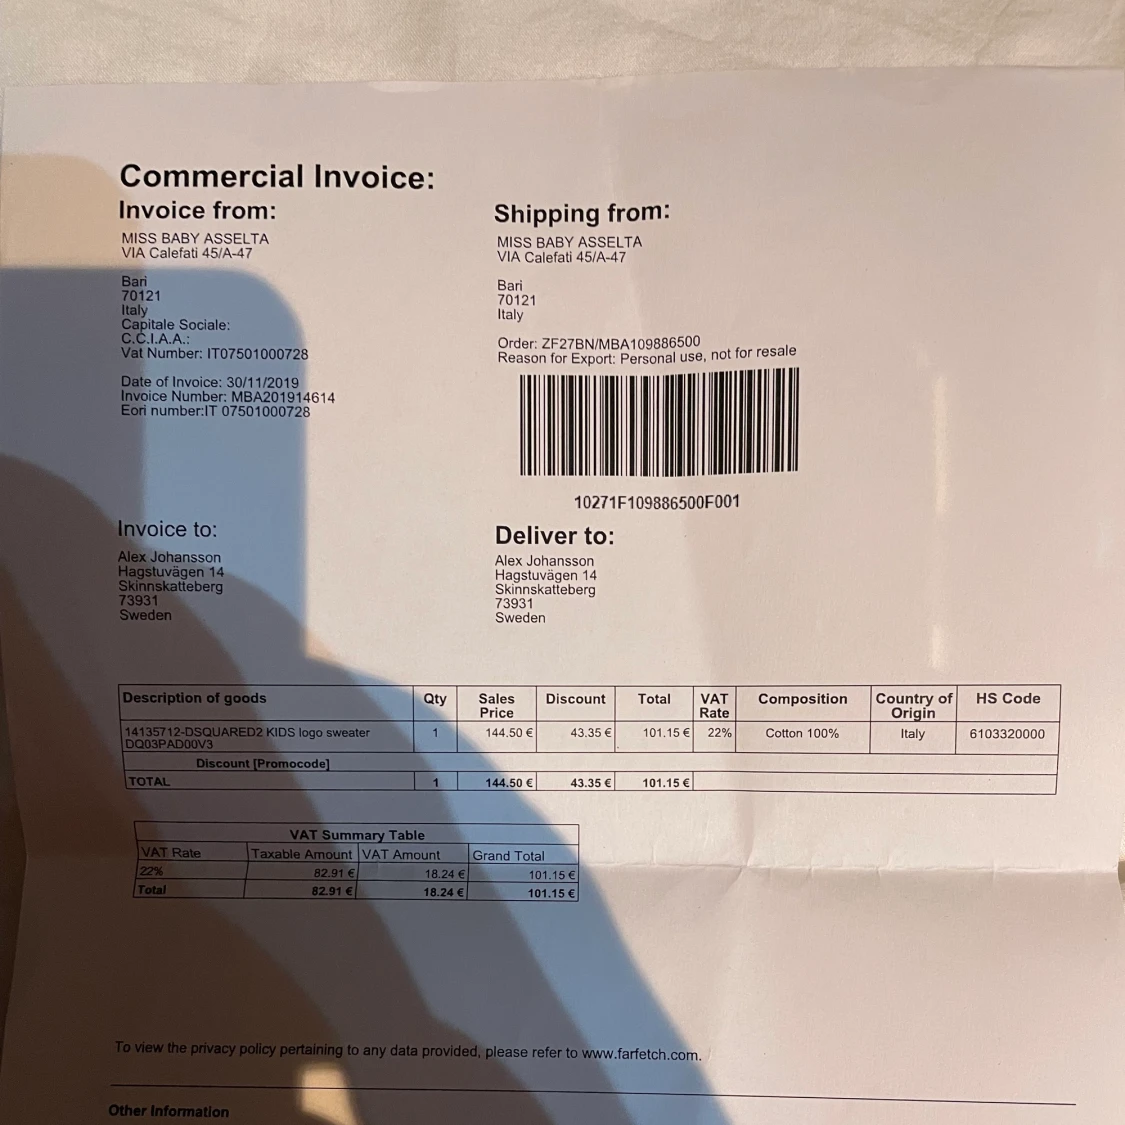 Commercial Invoice:
Invoice from:
MISS BABY ASSELTA
VIA Calefati 45/A-47
Bari
70121
Italy
Capitale Sociale:
C.C.I.A.A.:
Vat Number: IT07501000728
Date of Invoice: 30/11/2019
Invoice Number: MBA201914614
Eori number:IT 07501000728
Shipping from:
MISS BABY ASSELTA
VIA Calefati 45/A-47
Bari
70121
Italy
Order: ZF27BN/MBA109886500
Reason for Export: Personal use, not for resale
10271F109886500F001
Invoice to:
Alex Johansson
Hagstuvägen 14
Skinnskatteberg
73931
Sweden
Deliver to:
Alex Johansson
Hagstuvägen 14
Skinnskatteberg
73931
Sweden
Description of goods Qty Sales Price Discount Total VAT Rate Composition Country of Origin HS Code
14135712-DSQUARED2 KIDS logo sweater 1 144.50 € 43.35 € 101.15 € 22% Cotton 100% Italy 6103320000
DQ03PAD00V3
Discount [Promocode]
TOTAL 1 144.50 € 43.35 € 101.15 €
VAT Summary Table
VAT Rate Taxable Amount VAT Amount Grand Total
22% 82.91 € 18.24 € 101.15 €
Total 82.91 € 18.24 € 101.15 €
To view the privacy policy pertaining to any data provided, please refer to www.farfetch.com.
Other Information